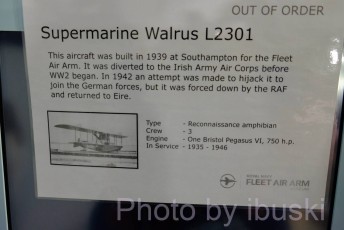 OUT OF ORDER
Supermarine Walrus L2301
This aircraft was built in 1939 at Southampton for the Fleet
Air Arm. It was diverted to the Irish Army Air Corps before
WW2 began. In 1942 an attempt was made to hijack it to
join the German forces, but it was forced down by the RAF
and returned to Eire.
Type - Reconnaissance amphibian
Crew - 3
Engine - One Bristol Pegasus VI, 750 h.p.
In Service - 1935 - 1946
FLEET AIR ARM
Photo by ibuski